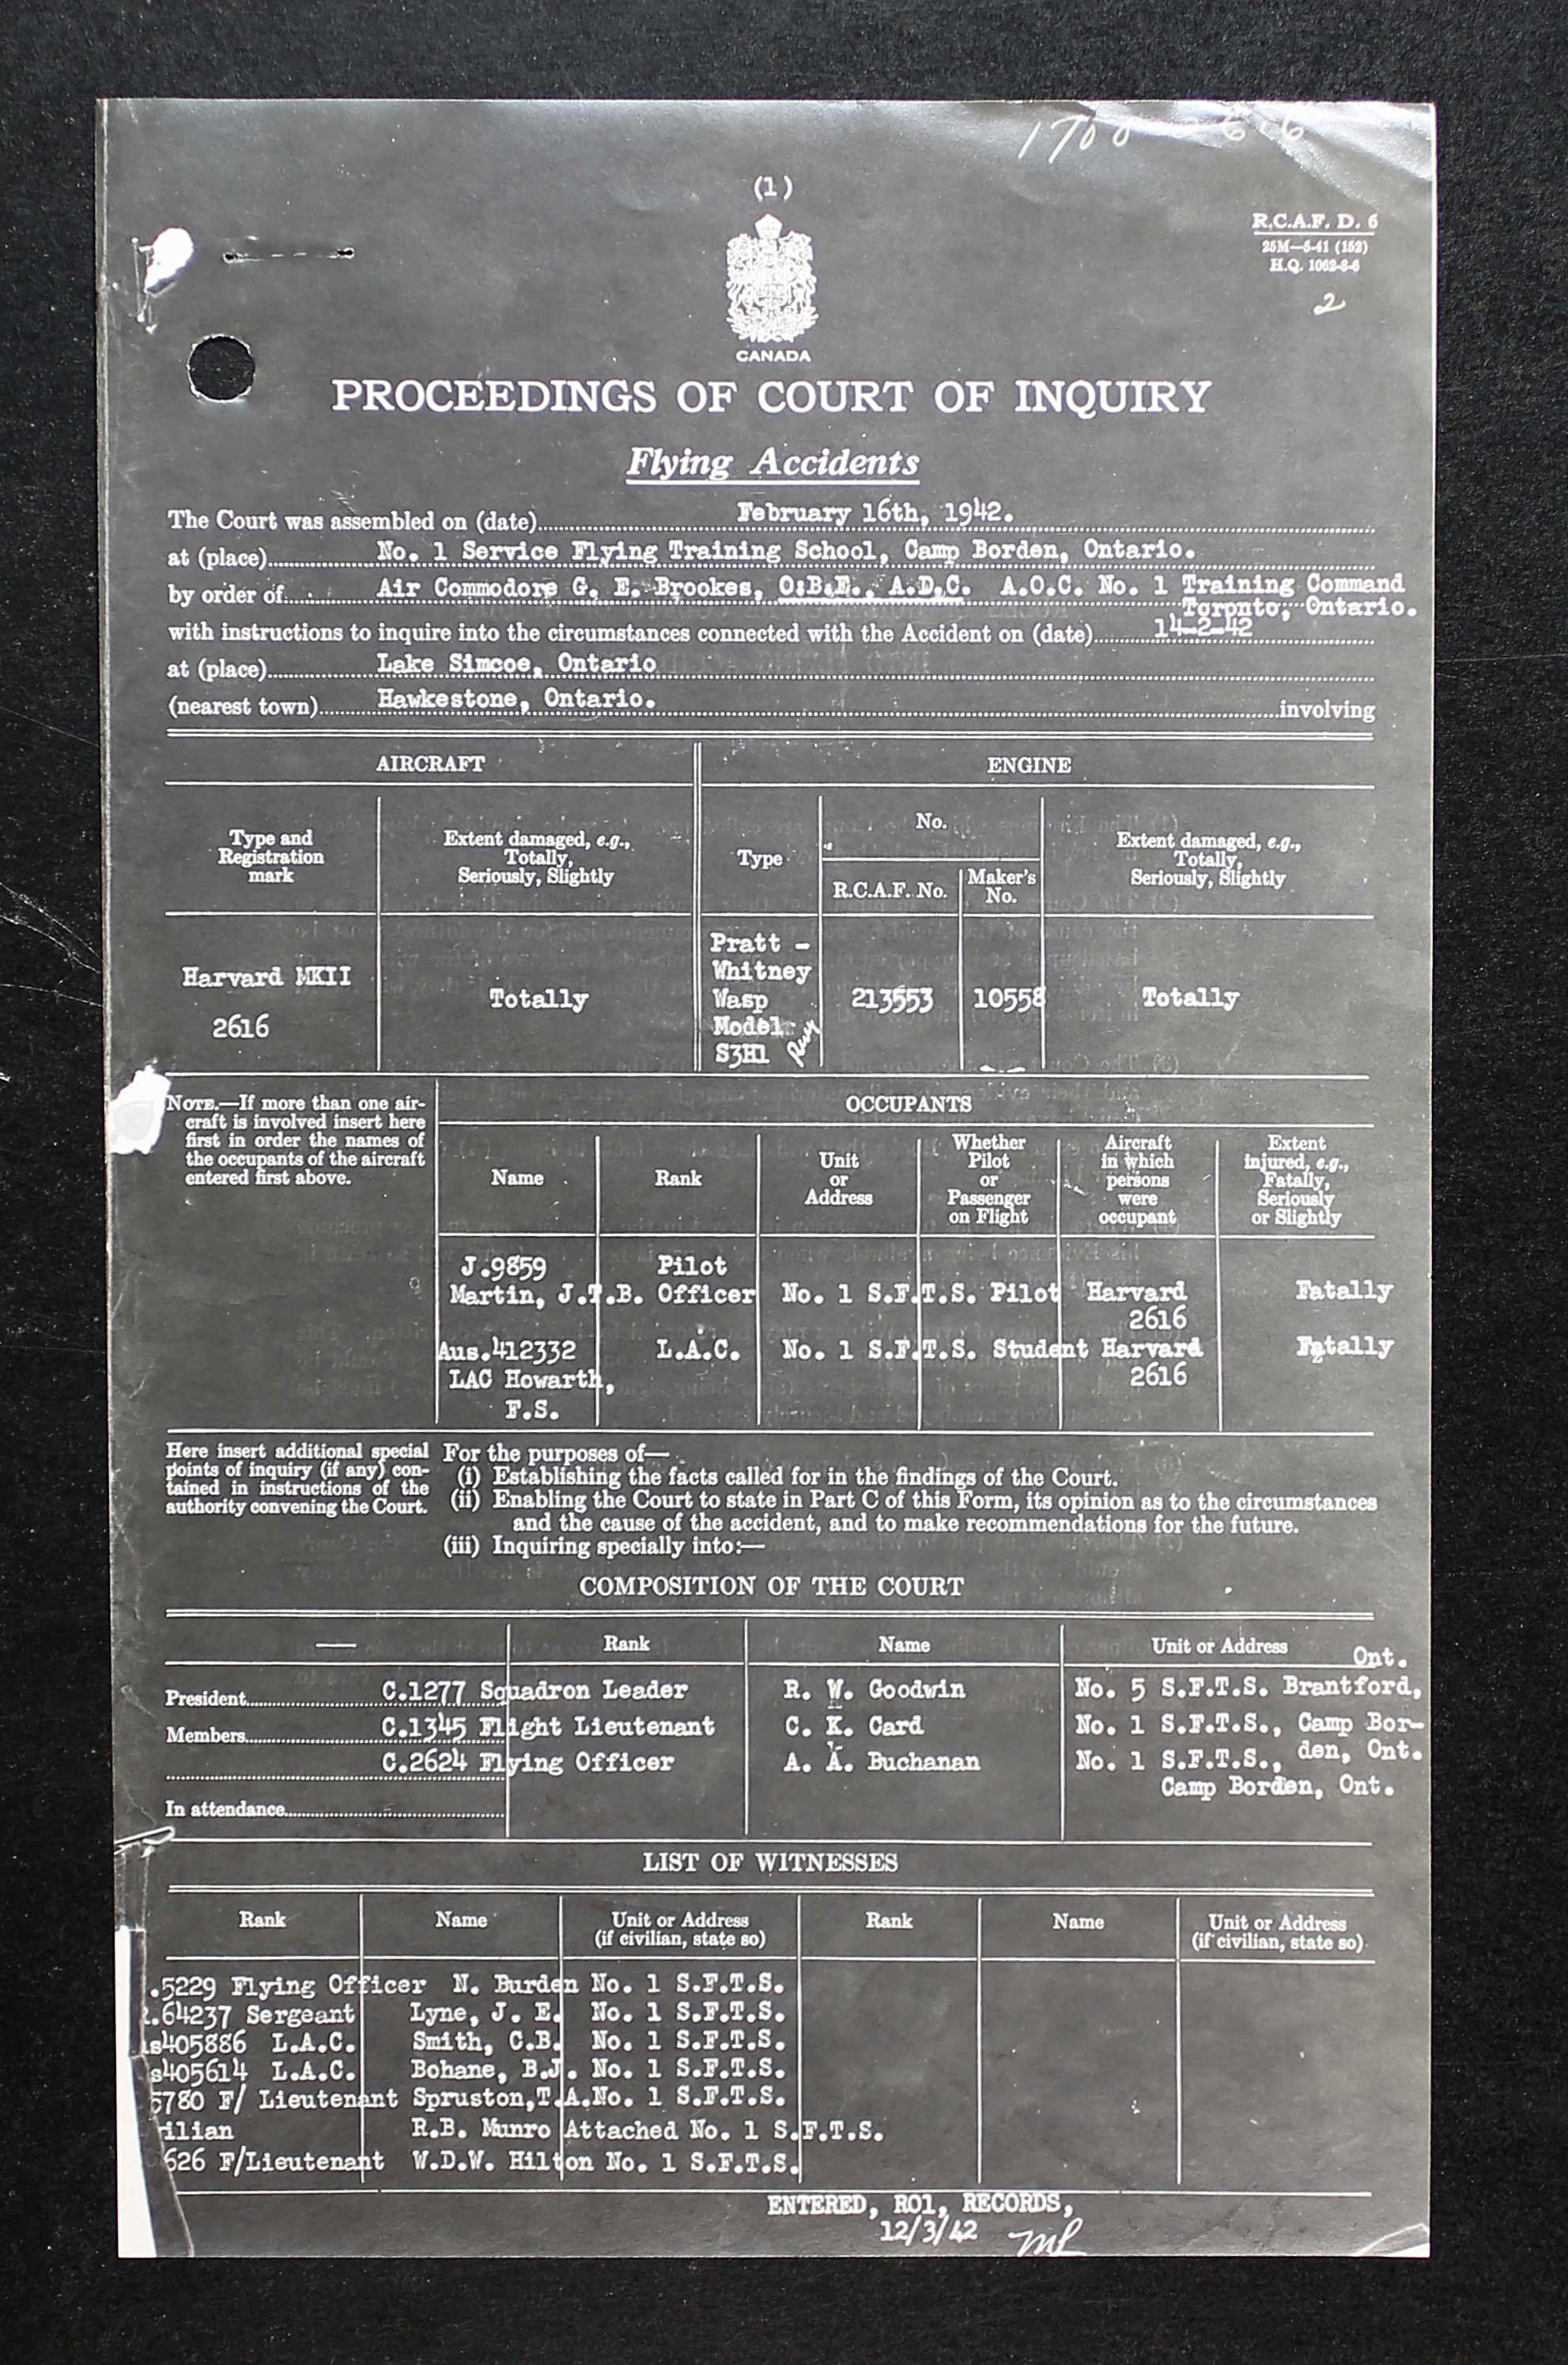 1700 - 6-6
(1)
R.C.A.F. D. 6
25M—5-41 (152)
H.Q. 1062-8-6
2
CANADA
PROCEEDINGS OF COURT OF INQUIRY
Flying Accidents
The Court was assembled on (date) February 16th, 1942.
at (place) No. 1 Service Flying Training School, Camp Borden, Ontario.
by order of Air Commodore G. E. Brookes, O.B.E., A.D.C. A.O.C. No. 1 Training Command
Toronto, Ontario.
with instructions to inquire into the circumstances connected with the Accident on (date) 14-2-42
at (place) Lake Simcoe, Ontario
(nearest town) Hawkestone, Ontario. involving
AIRCRAFT ENGINE
Type and Registration mark
Extent damaged, e.g., Totally, Seriously, Slightly
Type
No.
R.C.A.F. No.
Maker's No.
Extent damaged, e.g., Totally, Seriously, Slightly
Harvard MKII
2616
Totally
Pratt -
Whitney
Wasp
Model
S3H1
213553 10558 Totally
NOTE.—If more than one air-
craft is involved insert here
first in order the names of
the occupants of the aircraft
entered first above.
OCCUPANTS
Name
Rank
Unit or Address
Whether Pilot or Passenger on Flight
Aircraft in which persons were occupant
Extent injured, e.g., Fatally, Seriously or Slightly
J.9859 Pilot
Martin, J.T.B. Officer No. 1 S.F.T.S. Pilot Harvard Fatally
2616
Aus.412332 L.A.C. No. 1 S.F.T.S. Student Harvard Fatally
LAC Howarth, 2616
F.S.
Here insert additional special
points of inquiry (if any) con-
tained in instructions of the
authority convening the Court.
For the purposes of—
(i) Establishing the facts called for in the findings of the Court.
(ii) Enabling the Court to state in Part C of this Form, its opinion as to the circumstances
and the cause of the accident, and to make recommendations for the future.
(iii) Inquiring specially into:—
COMPOSITION OF THE COURT
— Rank Name Unit or Address
Ont.
President C.1277 Squadron Leader R. W. Goodwin No. 5 S.F.T.S. Brantford,
Members C.1345 Flight Lieutenant C. K. Card No. 1 S.F.T.S., Camp Bor-
den, Ont.
C.2624 Flying Officer A. A. Buchanan No. 1 S.F.T.S.,
Camp Borden, Ont.
In attendance
LIST OF WITNESSES
Rank Name Unit or Address (if civilian, state so) Rank Name Unit or Address (if civilian, state so)
.5229 Flying Officer N. Burden No. 1 S.F.T.S.
.64237 Sergeant Lyne, J. E. No. 1 S.F.T.S.
s405886 L.A.C. Smith, C.B. No. 1 S.F.T.S.
s405614 L.A.C. Bohane, B.J. No. 1 S.F.T.S.
5780 F/ Lieutenant Spruston,T.A.No. 1 S.F.T.S.
ilian R.B. Munro Attached No. 1 S.F.T.S.
626 F/Lieutenant W.D.W. Hilton No. 1 S.F.T.S.
ENTERED, RO1, RECORDS,
12/3/42